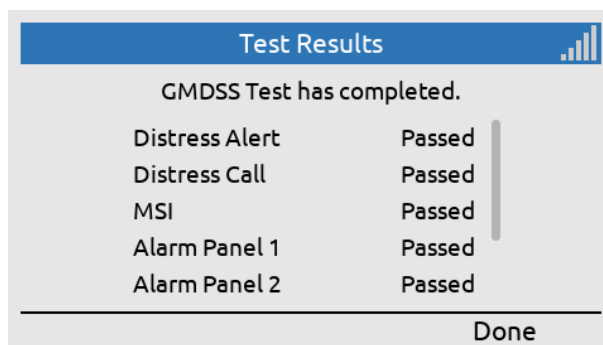 Test Results
GMDSS Test has completed.
Distress Alert Passed
Distress Call Passed
MSI Passed
Alarm Panel 1 Passed
Alarm Panel 2 Passed
Done